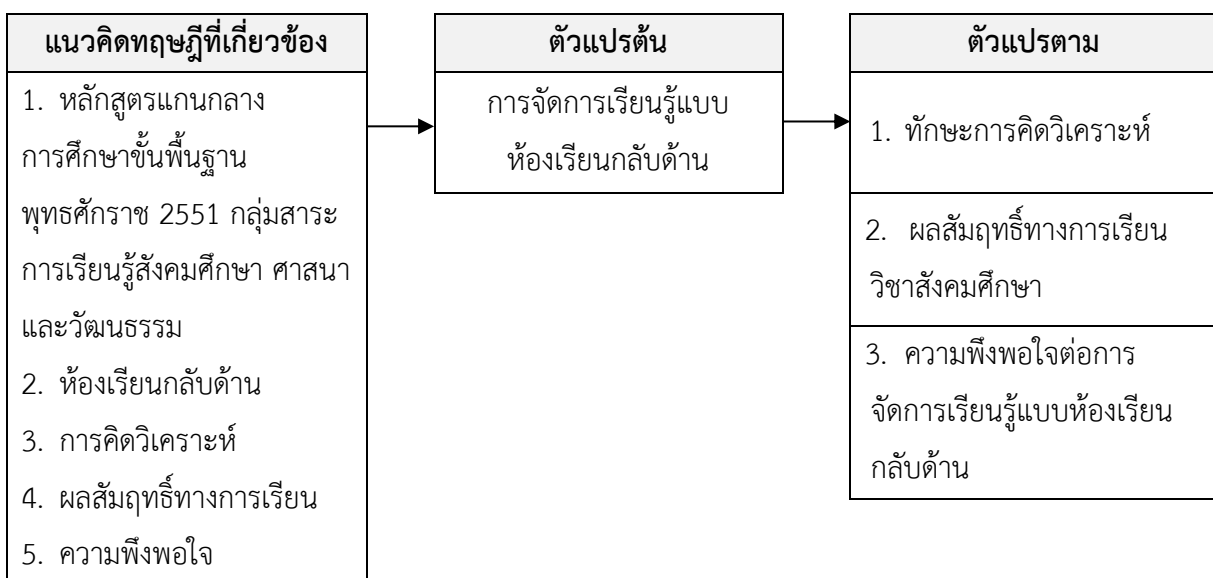 แนวคิดทฤษฎีที่เกี่ยวข้อง
1. หลักสูตรแกนกลาง
การศึกษาขั้นพื้นฐาน
พุทธศักราช 2551 กลุ่มสาระ
การเรียนรู้สังคมศึกษา ศาสนา
และวัฒนธรรม
2. ห้องเรียนกลับด้าน
3. การคิดวิเคราะห์
4. ผลสัมฤทธิ์ทางการเรียน
5. ความพึงพอใจ
ตัวแปรต้น
การจัดการเรียนรู้แบบ
ห้องเรียนกลับด้าน
ตัวแปรตาม
1. ทักษะการคิดวิเคราะห์
2. ผลสัมฤทธิ์ทางการเรียน
วิชาสังคมศึกษา
3. ความพึงพอใจต่อการ
จัดการเรียนรู้แบบห้องเรียน
กลับด้าน